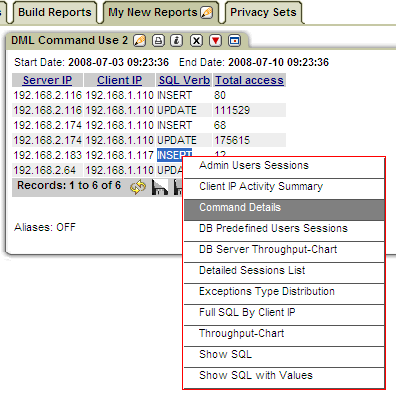 Build Reports My New Reports Privacy Sets
DML Command Use 2
Start Date: 2008-07-03 09:23:36 End Date: 2008-07-10 09:23:36
Server IP Client IP SQL Verb Total access
192.168.2.116 192.168.1.110 INSERT 80
192.168.2.116 192.168.1.110 UPDATE 111529
192.168.2.174 192.168.1.110 INSERT 68
192.168.2.174 192.168.1.110 UPDATE 175615
192.168.2.183 192.168.1.117 INSERT 12
192.168.2.64 192.168.1.110 UPDA
Records: 1 to 6 of 6
Aliases: OFF
Admin Users Sessions
Client IP Activity Summary
Command Details
DB Predefined Users Sessions
DB Server Throughput-Chart
Detailed Sessions List
Exceptions Type Distribution
Full SQL By Client IP
Throughput-Chart
Show SQL
Show SQL with Values